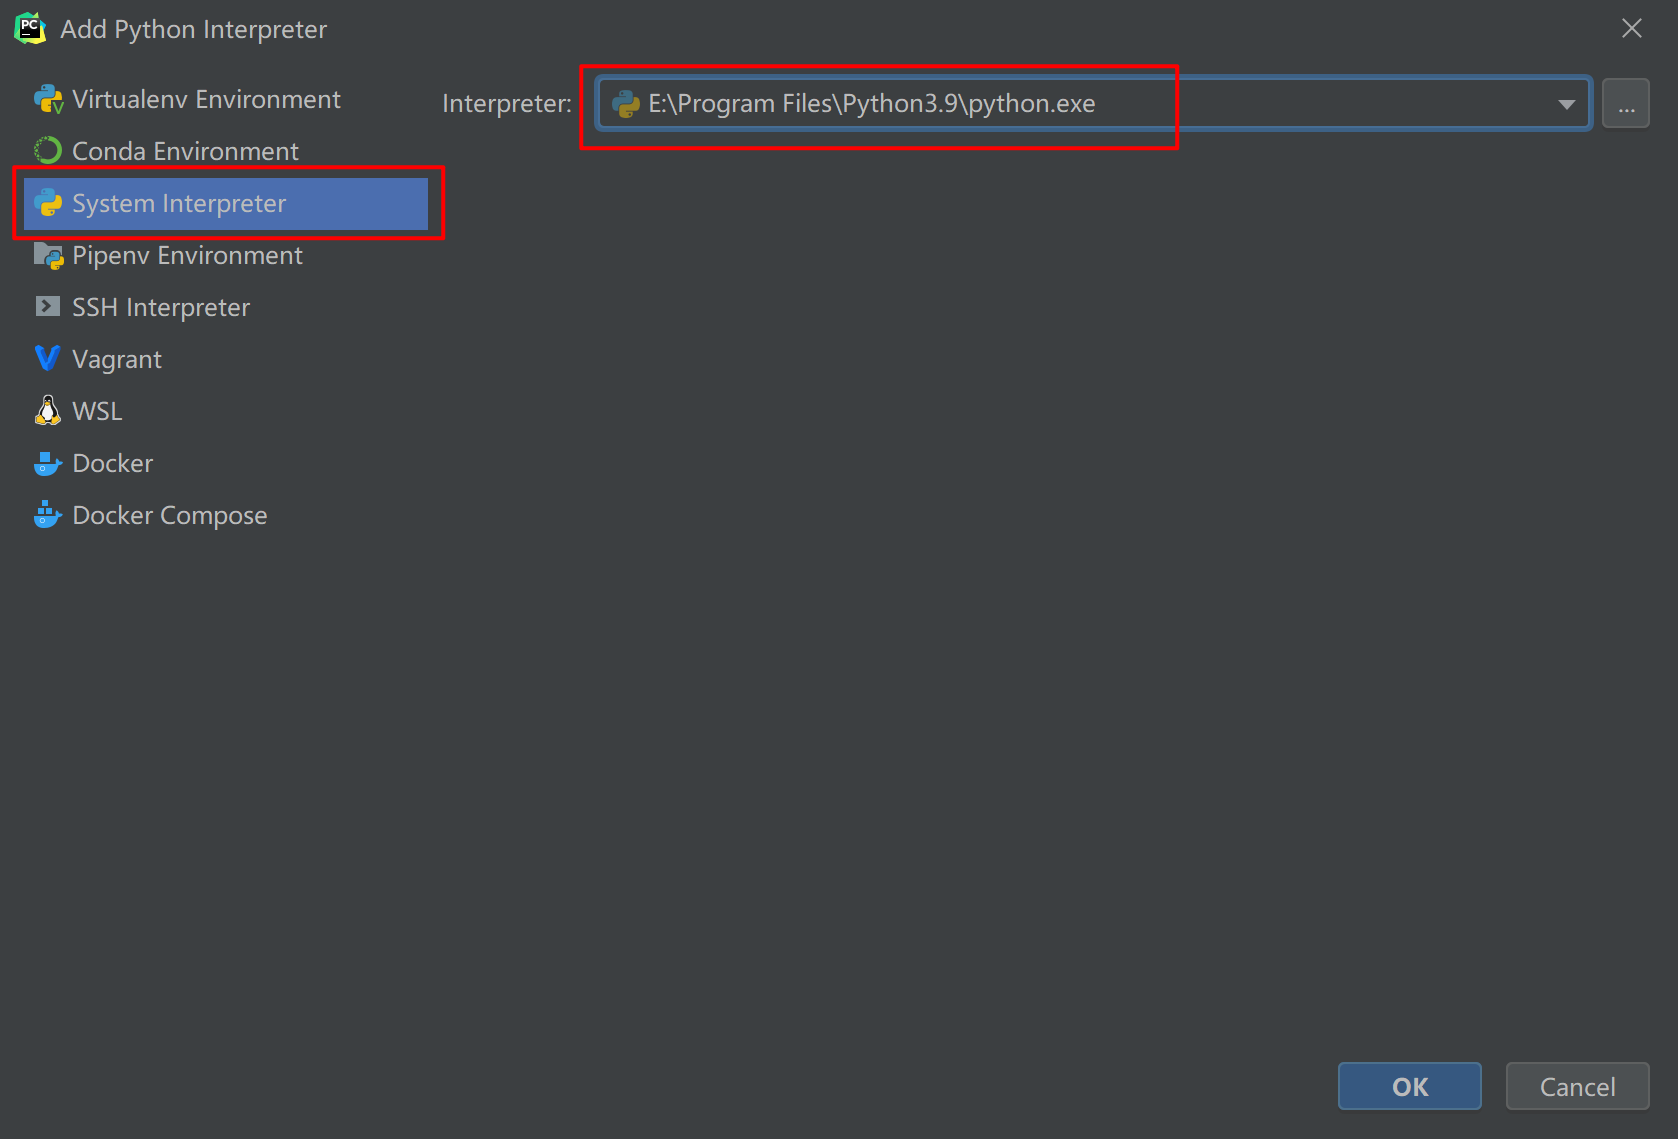 PC Add Python Interpreter
Virtualenv Environment
Conda Environment
System Interpreter
Pipenv Environment
SSH Interpreter
Vagrant
WSL
Docker
Docker Compose
Interpreter: E:\Program Files\Python3.9\python.exe ...
OK Cancel